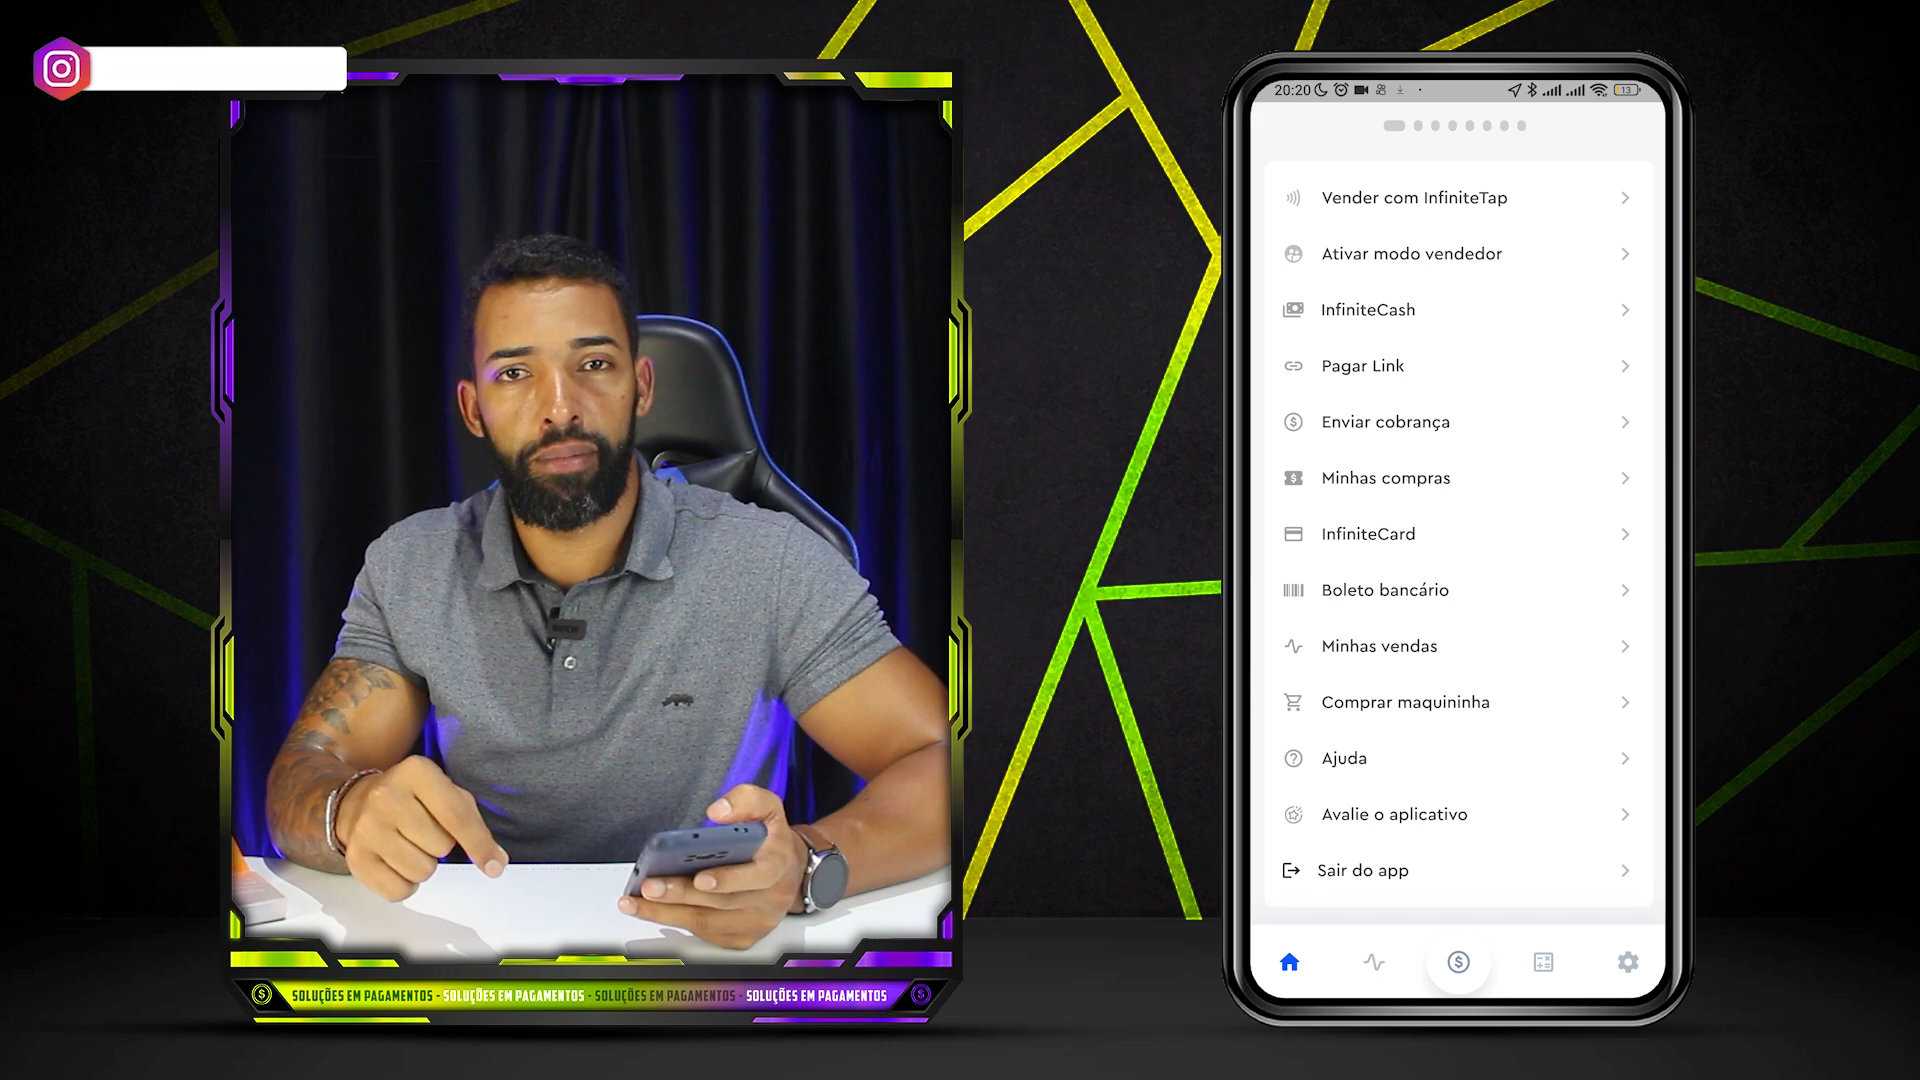 20:20
13
Vender com InfiniteTap
Ativar modo vendedor
InfiniteCash
Pagar Link
Enviar cobrança
Minhas compras
InfiniteCard
Boleto bancário
Minhas vendas
Comprar maquininha
Ajuda
Avalie o aplicativo
Sair do app
SOLUÇÕES EM PAGAMENTOS - SOLUÇÕES EM PAGAMENTOS - SOLUÇÕES EM PAGAMENTOS - SOLUÇÕES EM PAGAMENTOS